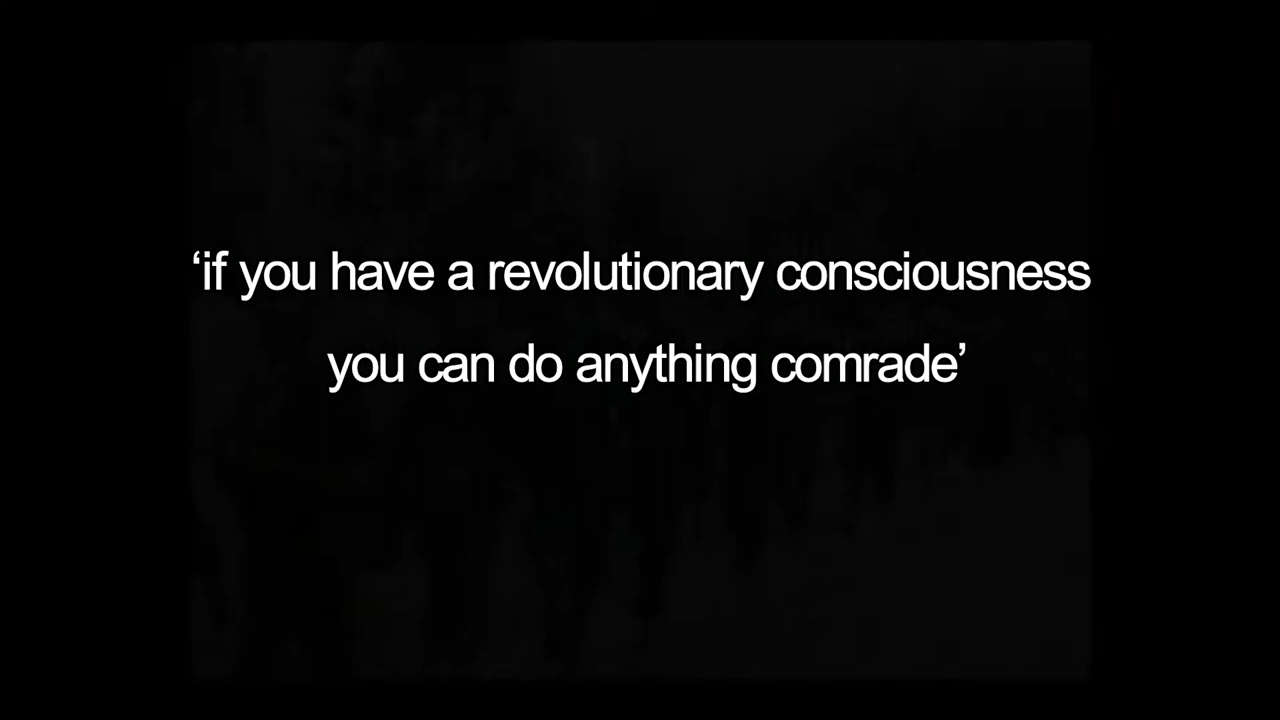 ‘if you have a revolutionary consciousness
you can do anything comrade’